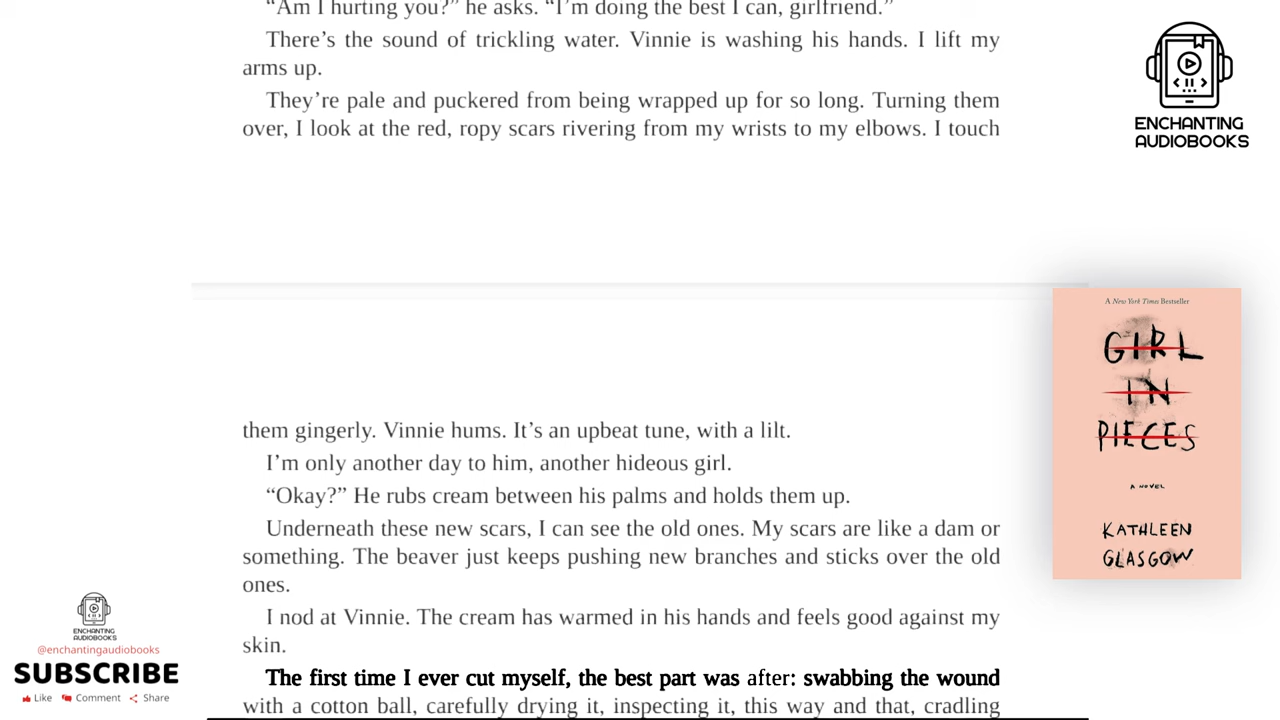 “Am I hurting you?” he asks. “I’m doing the best I can, girlfriend.”
There’s the sound of trickling water. Vinnie is washing his hands. I lift my
arms up.
They’re pale and puckered from being wrapped up for so long. Turning them
over, I look at the red, ropy scars rivering from my wrists to my elbows. I touch
ENCHANTING
AUDIOBOOKS
them gingerly. Vinnie hums. It’s an upbeat tune, with a lilt.
I’m only another day to him, another hideous girl.
“Okay?” He rubs cream between his palms and holds them up.
Underneath these new scars, I can see the old ones. My scars are like a dam or
something. The beaver just keeps pushing new branches and sticks over the old
ones.
I nod at Vinnie. The cream has warmed in his hands and feels good against my
skin.
The first time I ever cut myself, the best part was after: swabbing the wound
with a cotton ball, carefully drying it, inspecting it, this way and that, cradling
A New York Times Bestseller
GIRL
IN
PIECES
A NOVEL
KATHLEEN
GLASGOW
ENCHANTING
AUDIOBOOKS
@enchantingaudiobooks
SUBSCRIBE
Like Comment Share